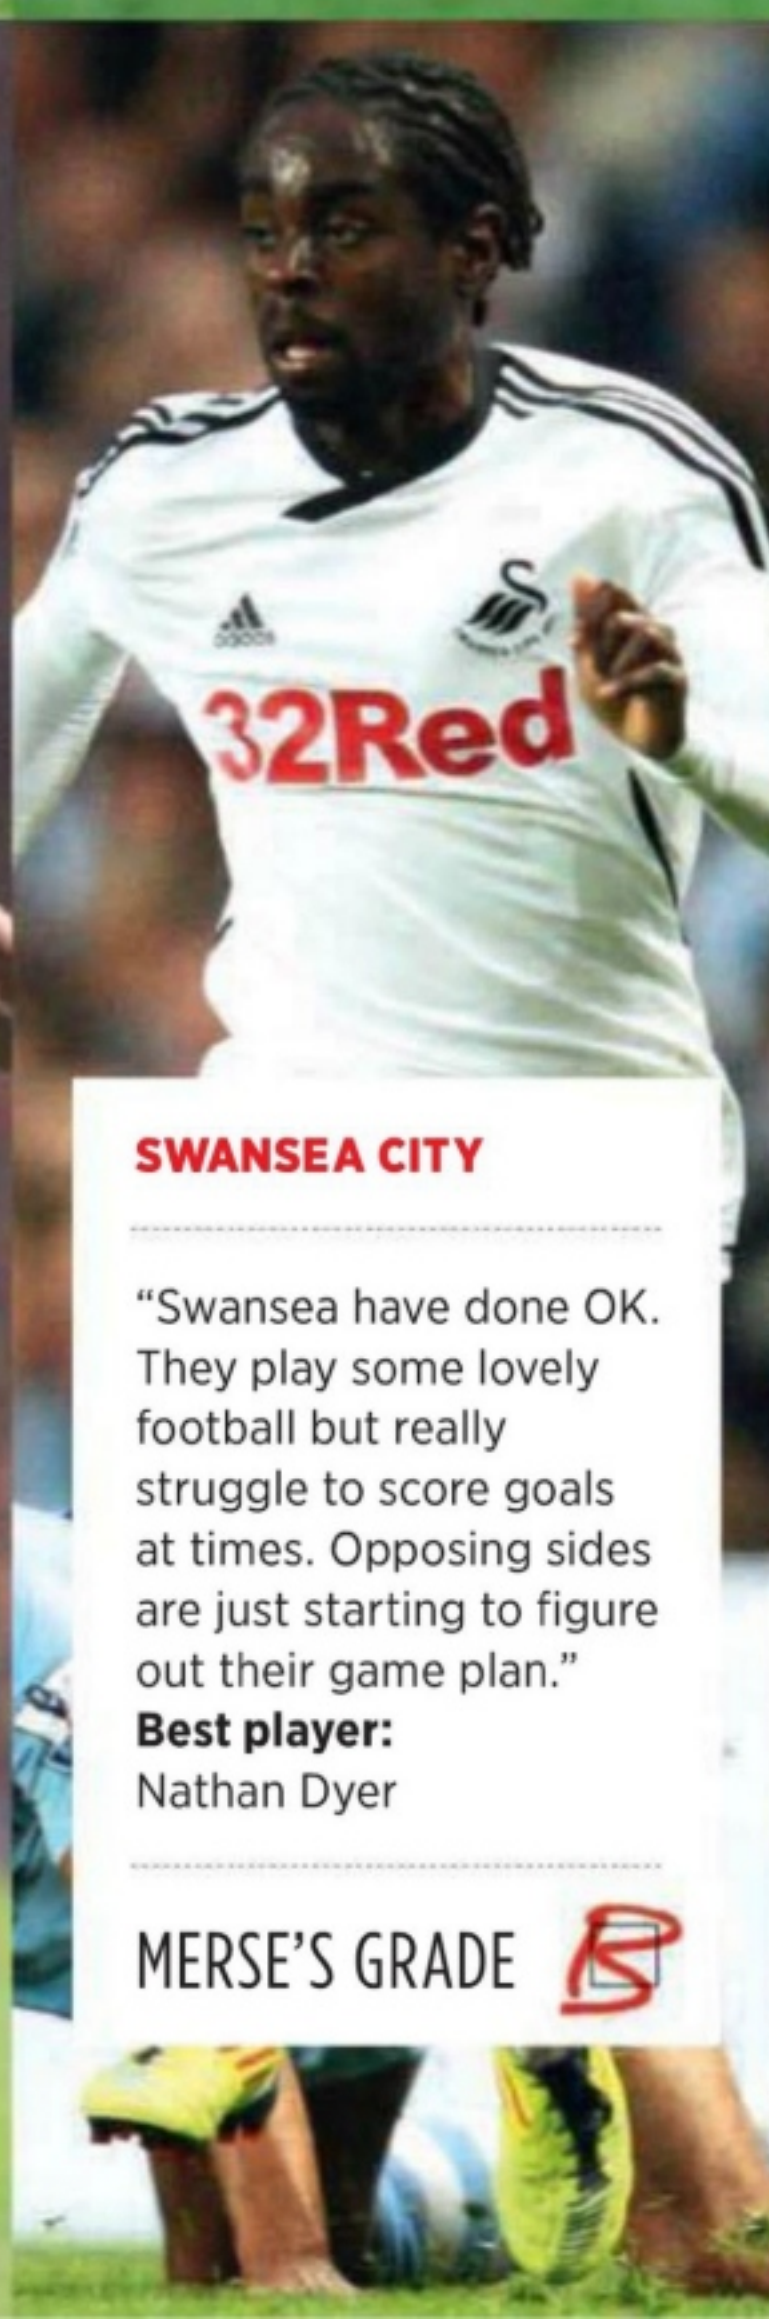 adidas
32Red
SWANSEA CITY
“Swansea have done OK.
They play some lovely
football but really
struggle to score goals
at times. Opposing sides
are just starting to figure
out their game plan.”
Best player:
Nathan Dyer
MERSE’S GRADE B